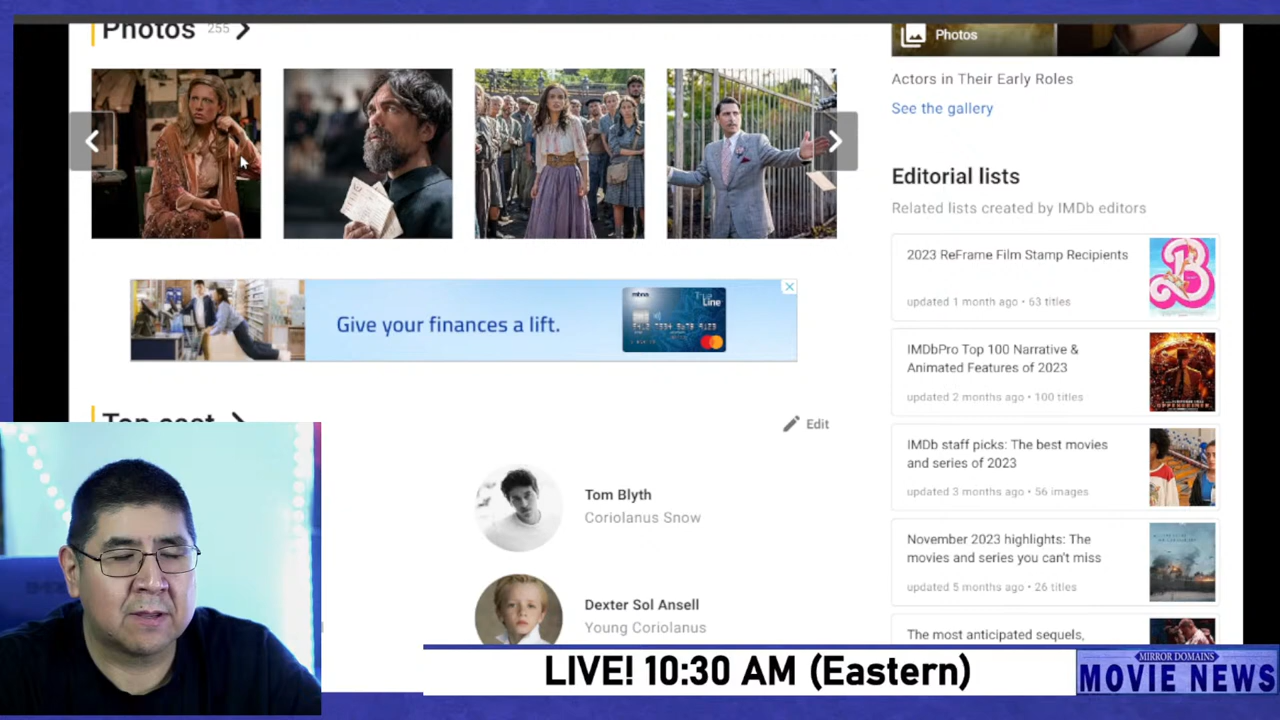 Photos 255
Photos
Actors in Their Early Roles
See the gallery
Editorial lists
Related lists created by IMDb editors
2023 ReFrame Film Stamp Recipients
updated 1 month ago • 63 titles
IMDbPro Top 100 Narrative &
Animated Features of 2023
updated 2 months ago • 100 titles
IMDb staff picks: The best movies
and series of 2023
updated 3 months ago • 56 images
November 2023 highlights: The
movies and series you can't miss
updated 5 months ago • 26 titles
The most anticipated sequels,
Give your finances a lift.
mbna
Line
Top cast
Edit
Tom Blyth
Coriolanus Snow
Dexter Sol Ansell
Young Coriolanus
LIVE! 10:30 AM (Eastern)
MIRROR DOMAINS
MOVIE NEWS